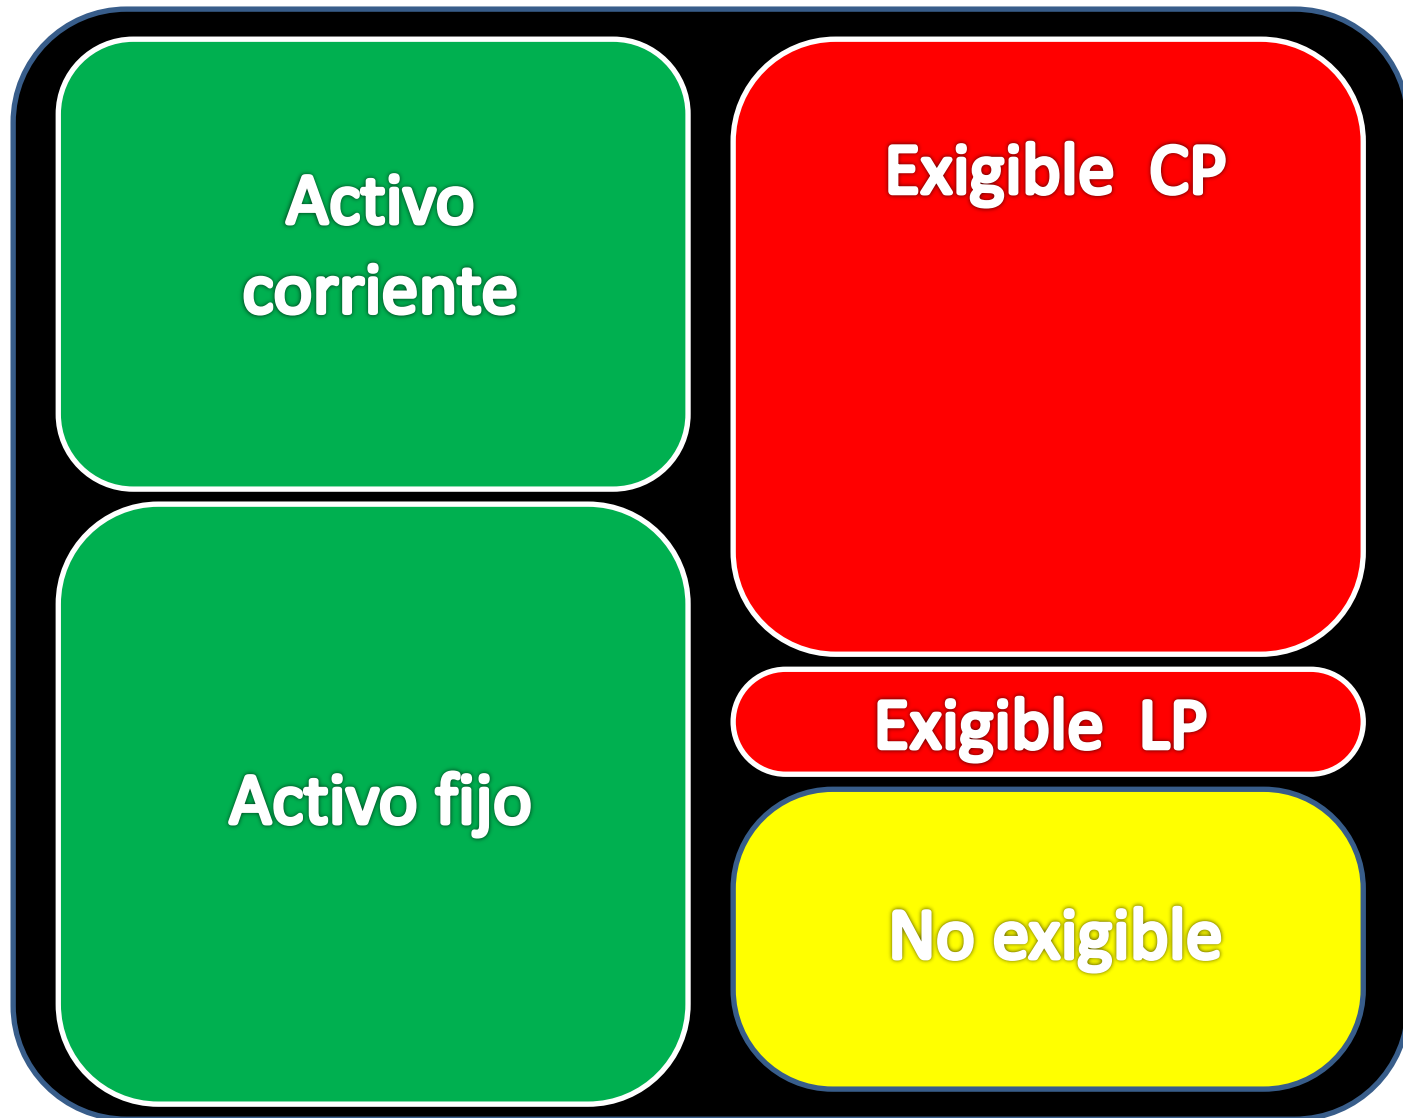 Activo
corriente
Activo fijo
Exigible  CP
Exigible  LP
No exigible